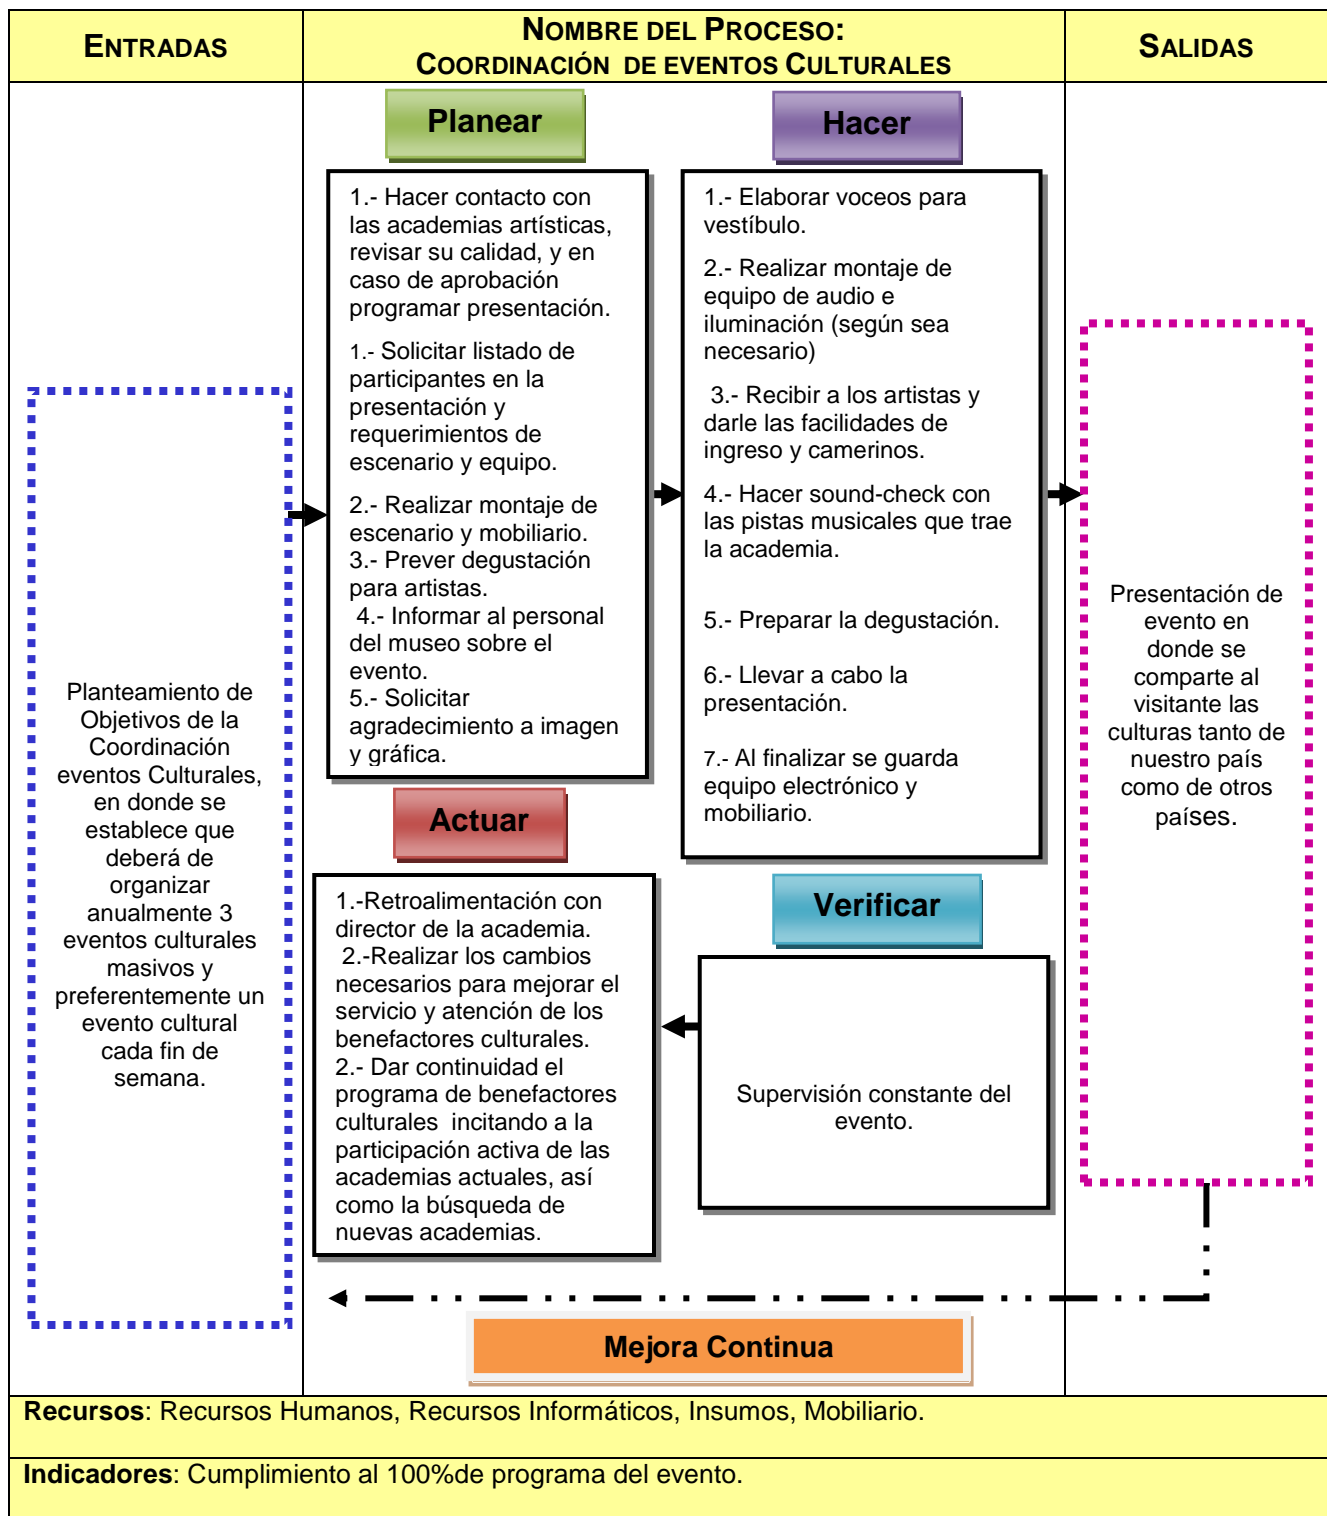 ENTRADAS
NOMBRE DEL PROCESO:
COORDINACIÓN DE EVENTOS CULTURALES
SALIDAS
Planear
1.- Hacer contacto con
las academias artísticas,
revisar su calidad, y en
caso de aprobación
programar presentación.
1.- Solicitar listado de
participantes en la
presentación y
requerimientos de
escenario y equipo.
2.- Realizar montaje de
escenario y mobiliario.
3.- Prever degustación
para artistas.
4.- Informar al personal
del museo sobre el
evento.
5.- Solicitar
agradecimiento a imagen
y gráfica.
Hacer
1.- Elaborar voceos para
vestíbulo.
2.- Realizar montaje de
equipo de audio e
iluminación (según sea
necesario)
3.- Recibir a los artistas y
darle las facilidades de
ingreso y camerinos.
4.- Hacer sound-check con
las pistas musicales que trae
la academia.
5.- Preparar la degustación.
6.- Llevar a cabo la
presentación.
7.- Al finalizar se guarda
equipo electrónico y
mobiliario.
Planteamiento de
Objetivos de la
Coordinación
eventos Culturales,
en donde se
establece que
deberá de
organizar
anualmente 3
eventos culturales
masivos y
preferentemente un
evento cultural
cada fin de
semana.
Presentación de
evento en
donde se
comparte al
visitante las
culturas tanto de
nuestro país
como de otros
países.
Actuar
1.-Retroalimentación con
director de la academia.
2.-Realizar los cambios
necesarios para mejorar el
servicio y atención de los
benefactores culturales.
2.- Dar continuidad el
programa de benefactores
culturales incitando a la
participación activa de las
academias actuales, así
como la búsqueda de
nuevas academias.
Verificar
Supervisión constante del
evento.
Mejora Continua
Recursos: Recursos Humanos, Recursos Informáticos, Insumos, Mobiliario.
Indicadores: Cumplimiento al 100%de programa del evento.